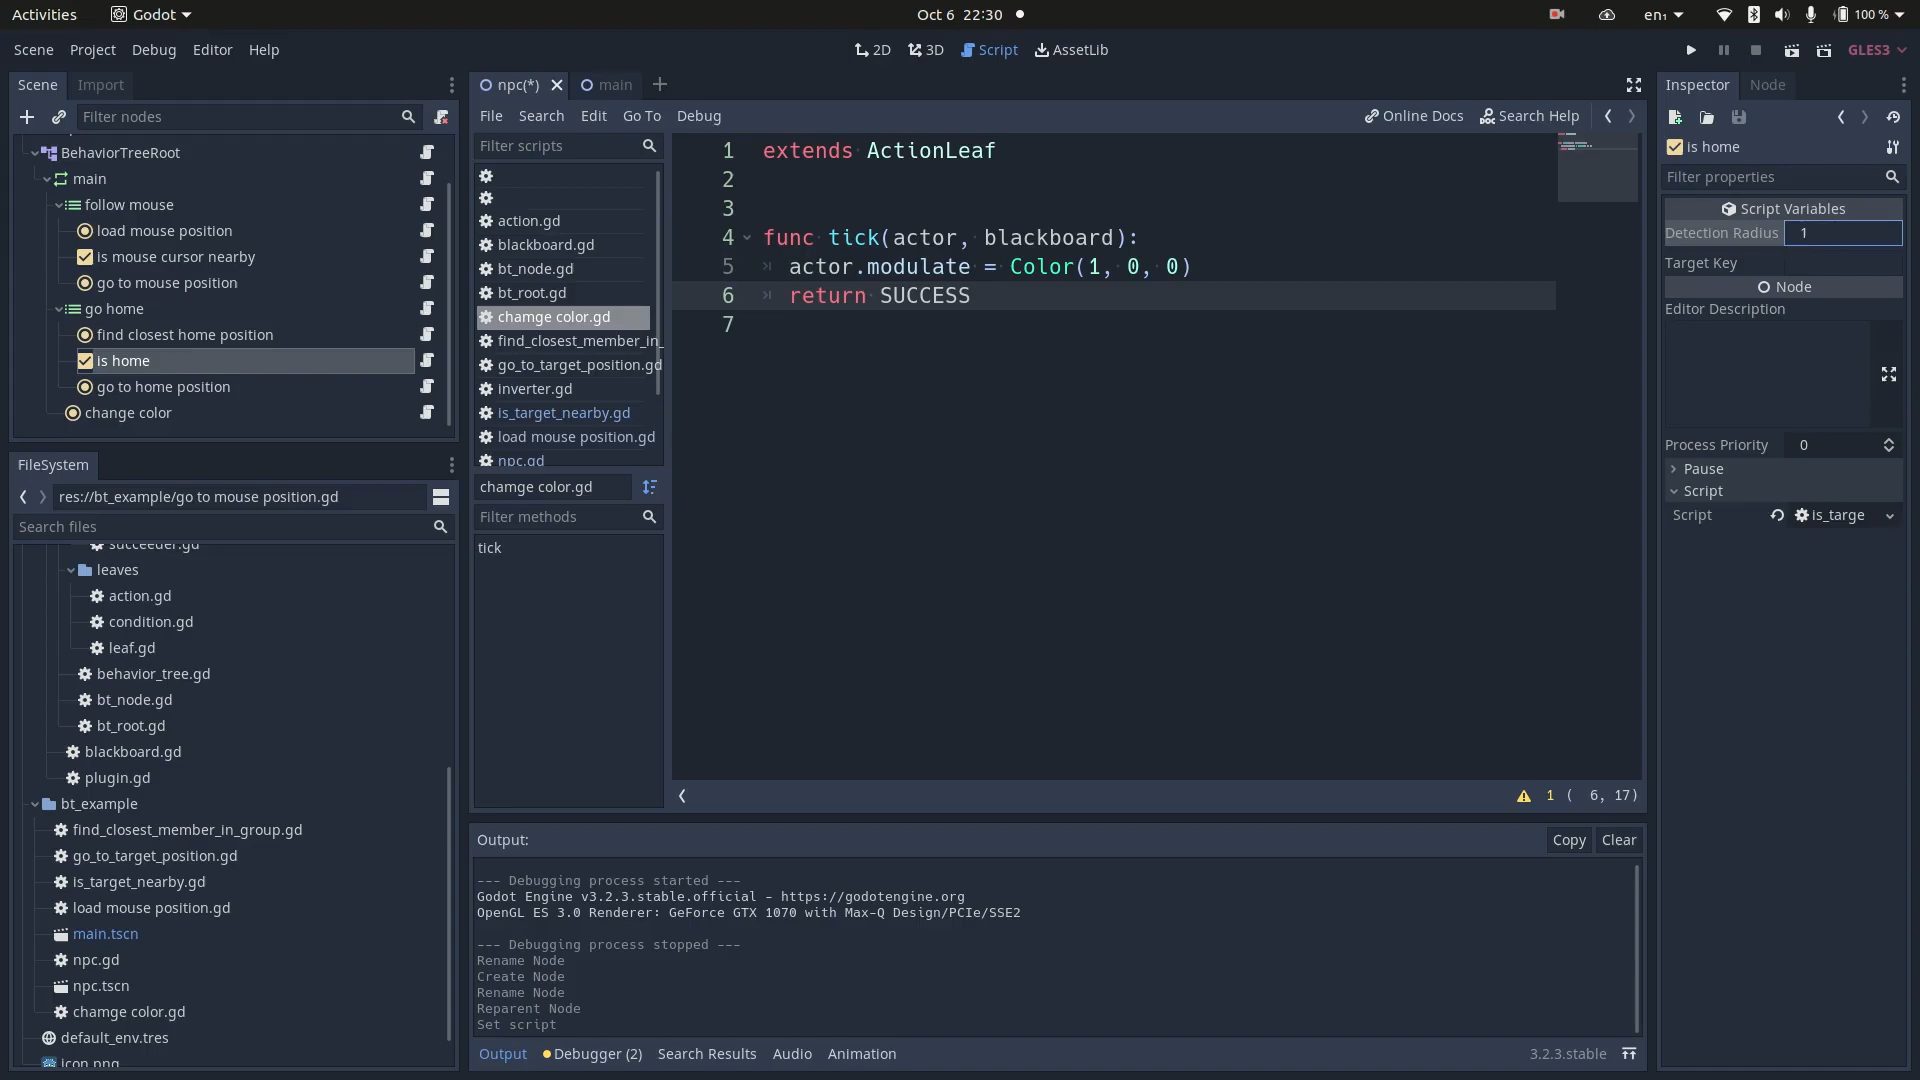 Activities
Godot
Oct 6 22:30
en₁
100 %
Scene Project Debug Editor Help
2D 3D Script AssetLib
GLES3
Scene Import
Filter nodes
BehaviorTreeRoot
main
follow mouse
load mouse position
is mouse cursor nearby
go to mouse position
go home
find closest home position
is home
go to home position
change color
FileSystem
res://bt_example/go to mouse position.gd
Search files
succeeder.gd
leaves
action.gd
condition.gd
leaf.gd
behavior_tree.gd
bt_node.gd
bt_root.gd
blackboard.gd
plugin.gd
bt_example
find_closest_member_in_group.gd
go_to_target_position.gd
is_target_nearby.gd
load mouse position.gd
main.tscn
npc.gd
npc.tscn
chamge color.gd
default_env.tres
icon.png
npc(*) main
File Search Edit Go To Debug
Online Docs Search Help
Filter scripts
action.gd
blackboard.gd
bt_node.gd
bt_root.gd
chamge color.gd
find_closest_member_in_
go_to_target_position.gd
inverter.gd
is_target_nearby.gd
load mouse position.gd
npc.gd
chamge color.gd
Filter methods
tick
1 extends ActionLeaf
2
3
4 func tick(actor, blackboard):
5 actor.modulate = Color(1, 0, 0)
6 return SUCCESS
7
1 ( 6, 17)
Output:
Copy Clear
--- Debugging process started ---
Godot Engine v3.2.3.stable.official - https://godotengine.org
OpenGL ES 3.0 Renderer: GeForce GTX 1070 with Max-Q Design/PCIe/SSE2
--- Debugging process stopped ---
Rename Node
Create Node
Rename Node
Reparent Node
Set script
Output Debugger (2) Search Results Audio Animation
3.2.3.stable
Inspector Node
is home
Filter properties
Script Variables
Detection Radius 1
Target Key
Node
Editor Description
Process Priority 0
Pause
Script
Script is_targe